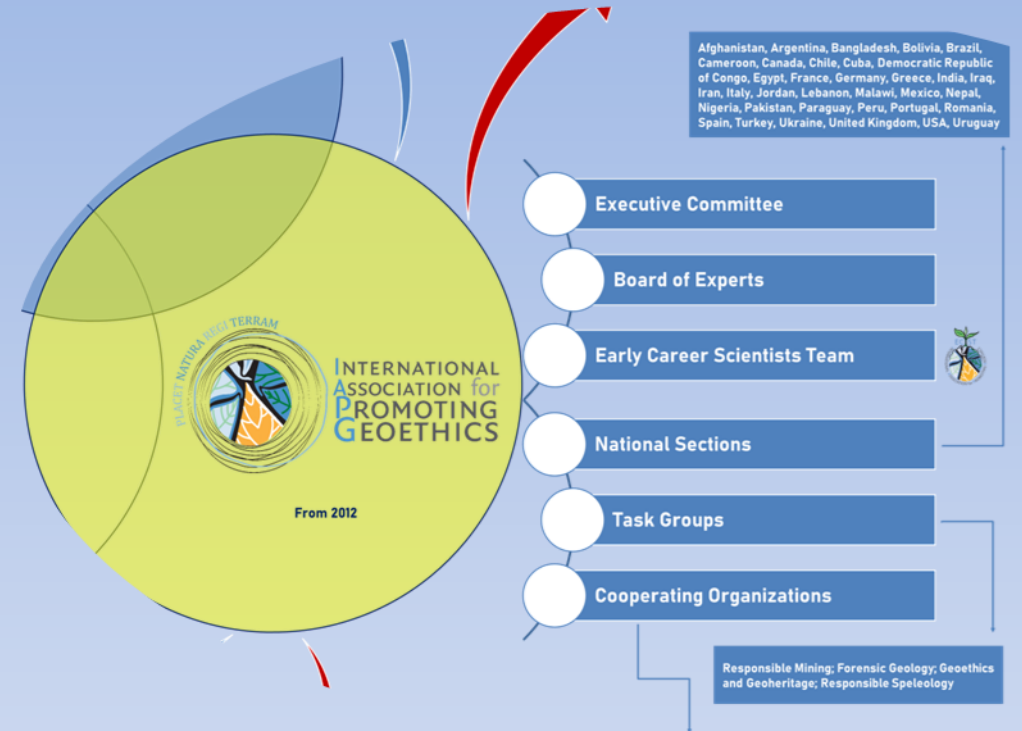 Afghanistan, Argentina, Bangladesh, Bolivia, Brazil,
Cameroon, Canada, Chile, Cuba, Democratic Republic
of Congo, Egypt, France, Germany, Greece, India, Iraq,
Iran, Italy, Jordan, Lebanon, Malawi, Mexico, Nepal,
Nigeria, Pakistan, Paraguay, Peru, Portugal, Romania,
Spain, Turkey, Ukraine, United Kingdom, USA, Uruguay
Executive Committee
Board of Experts
Early Career Scientists Team
National Sections
Task Groups
Cooperating Organizations
PLACET NATURA REGI TERRAM
INTERNATIONAL
ASSOCIATION for
PROMOTING
GEOETHICS
From 2012
Responsible Mining; Forensic Geology; Geoethics
and Geoheritage; Responsible Speleology